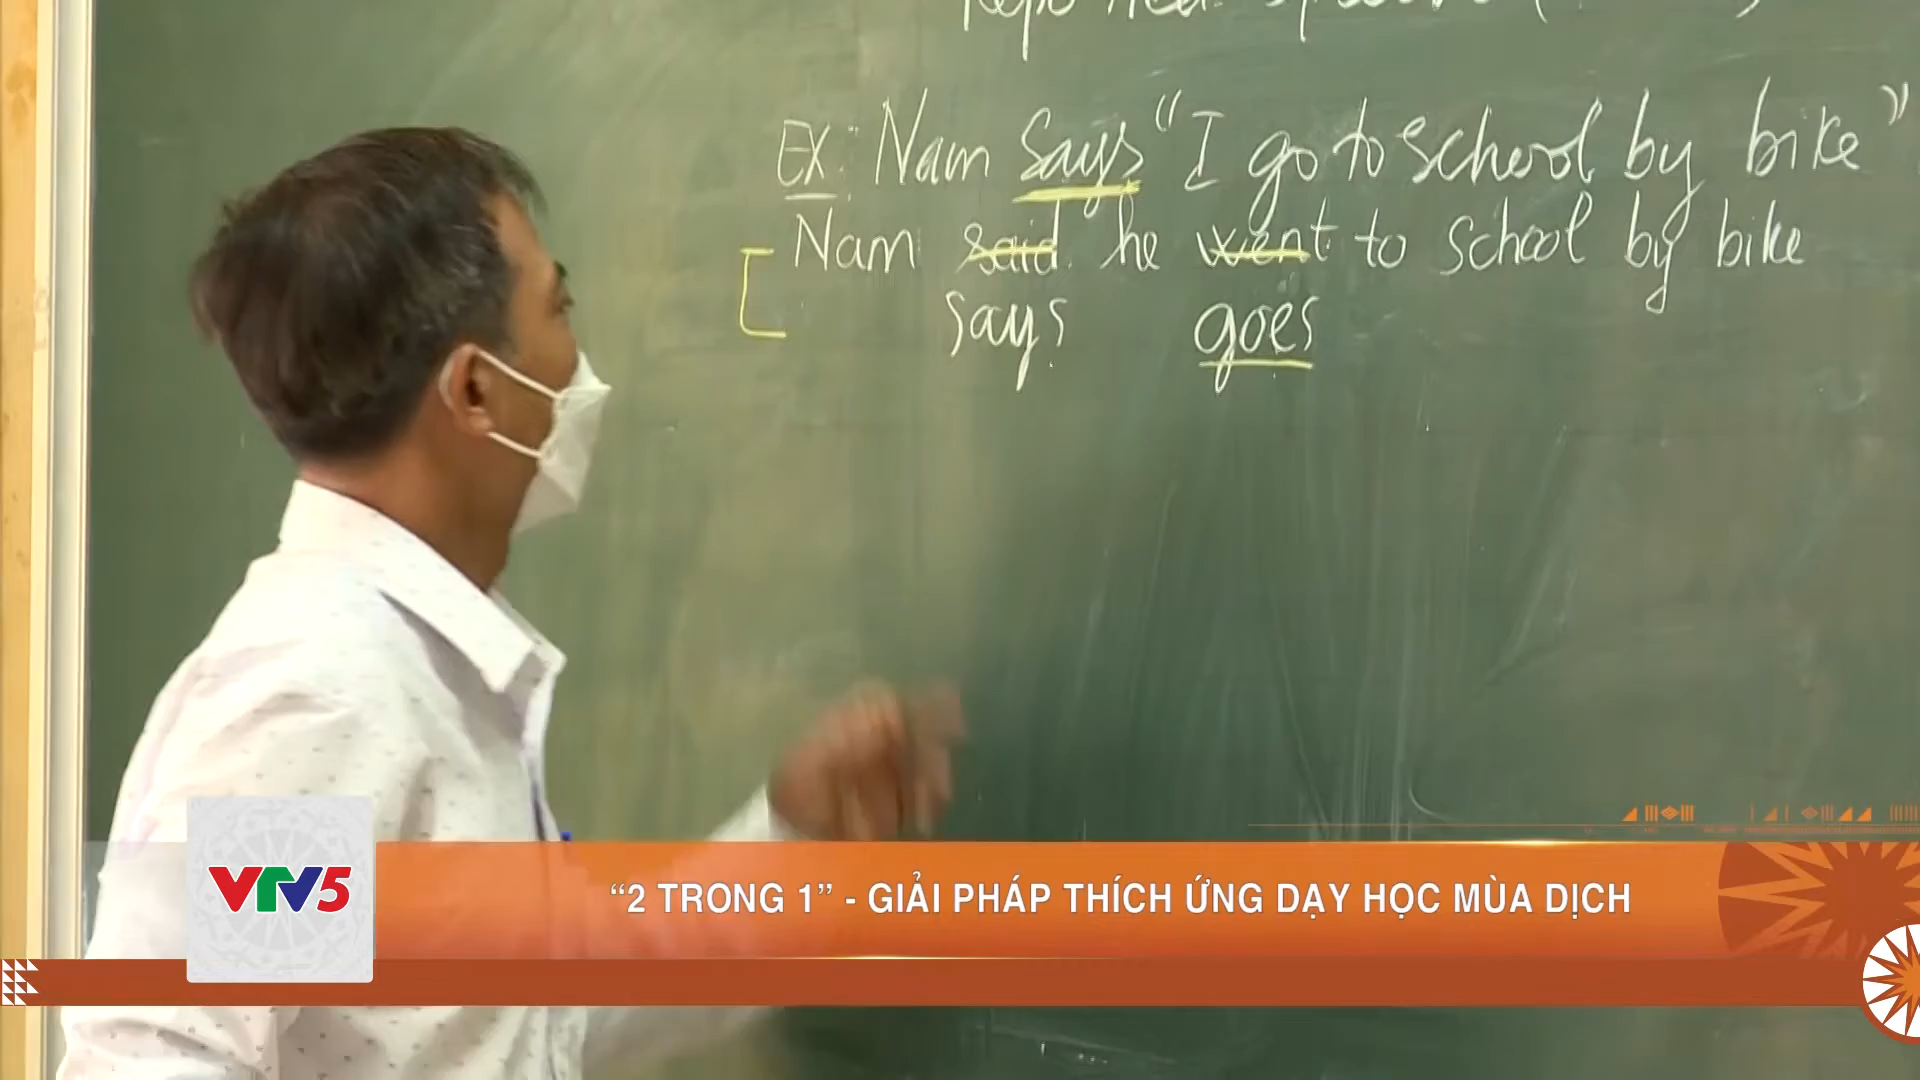 EX: Nam says "I go to school by bike"
Nam said he went to school by bike
says goes
VTV5
“2 TRONG 1” - GIẢI PHÁP THÍCH ỨNG DẠY HỌC MÙA DỊCH